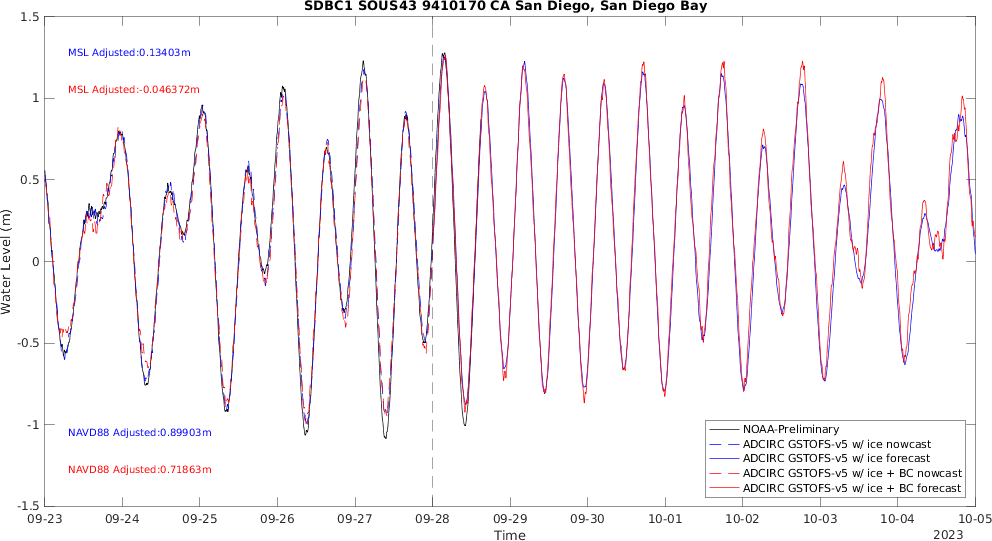 SDBC1 SOUS43 9410170 CA San Diego, San Diego Bay
1.5
1
0.5
0
-0.5
-1
-1.5
Water Level (m)
MSL Adjusted:0.13403m
MSL Adjusted:-0.046372m
NAVD88 Adjusted:0.89903m
NAVD88 Adjusted:0.71863m
NOAA-Preliminary
ADCIRC GSTOFS-v5 w/ ice nowcast
ADCIRC GSTOFS-v5 w/ ice forecast
ADCIRC GSTOFS-v5 w/ ice + BC nowcast
ADCIRC GSTOFS-v5 w/ ice + BC forecast
09-23 09-24 09-25 09-26 09-27 09-28 09-29 09-30 10-01 10-02 10-03 10-04 10-05
Time
2023